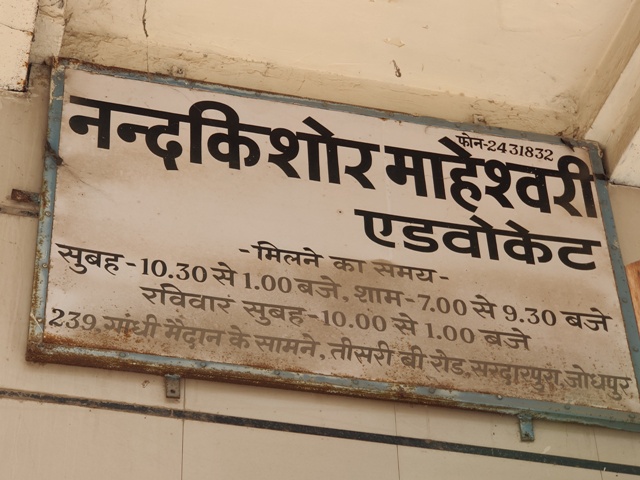 फोन-2431832
नन्दकिशोर माहेश्वरी
एडवोकेट
-मिलने का समय-
सुबह-10.30 से 1.00 बजे, शाम-7.00 से 9.30 बजे
रविवार सुबह-10.00 से 1.00 बजे
239, गांधी मैदान के सामने, तीसरी बी रोड, सरदारपुरा, जोधपुर